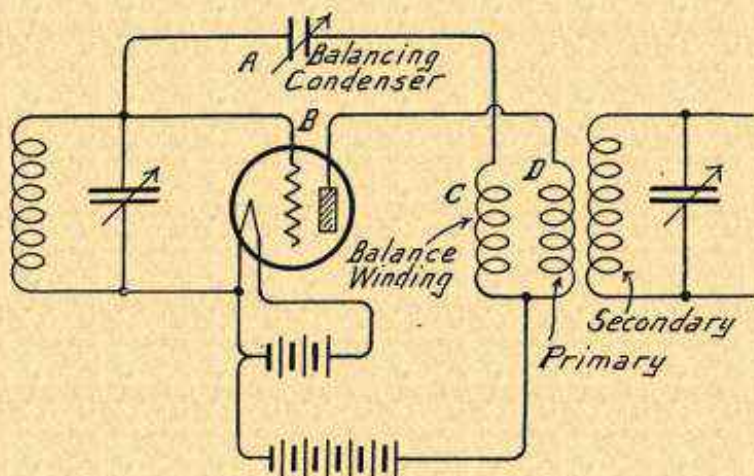 A
Balancing
Condenser
B
C
D
Balance
Winding
Secondary
Primary